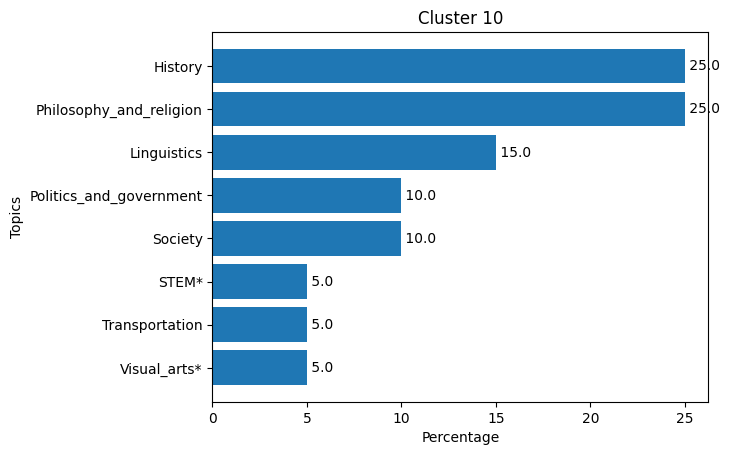 Cluster 10
History 25.0
Philosophy_and_religion 25.0
Linguistics 15.0
Politics_and_government 10.0
Society 10.0
STEM* 5.0
Transportation 5.0
Visual_arts* 5.0
Topics
0 5 10 15 20 25
Percentage